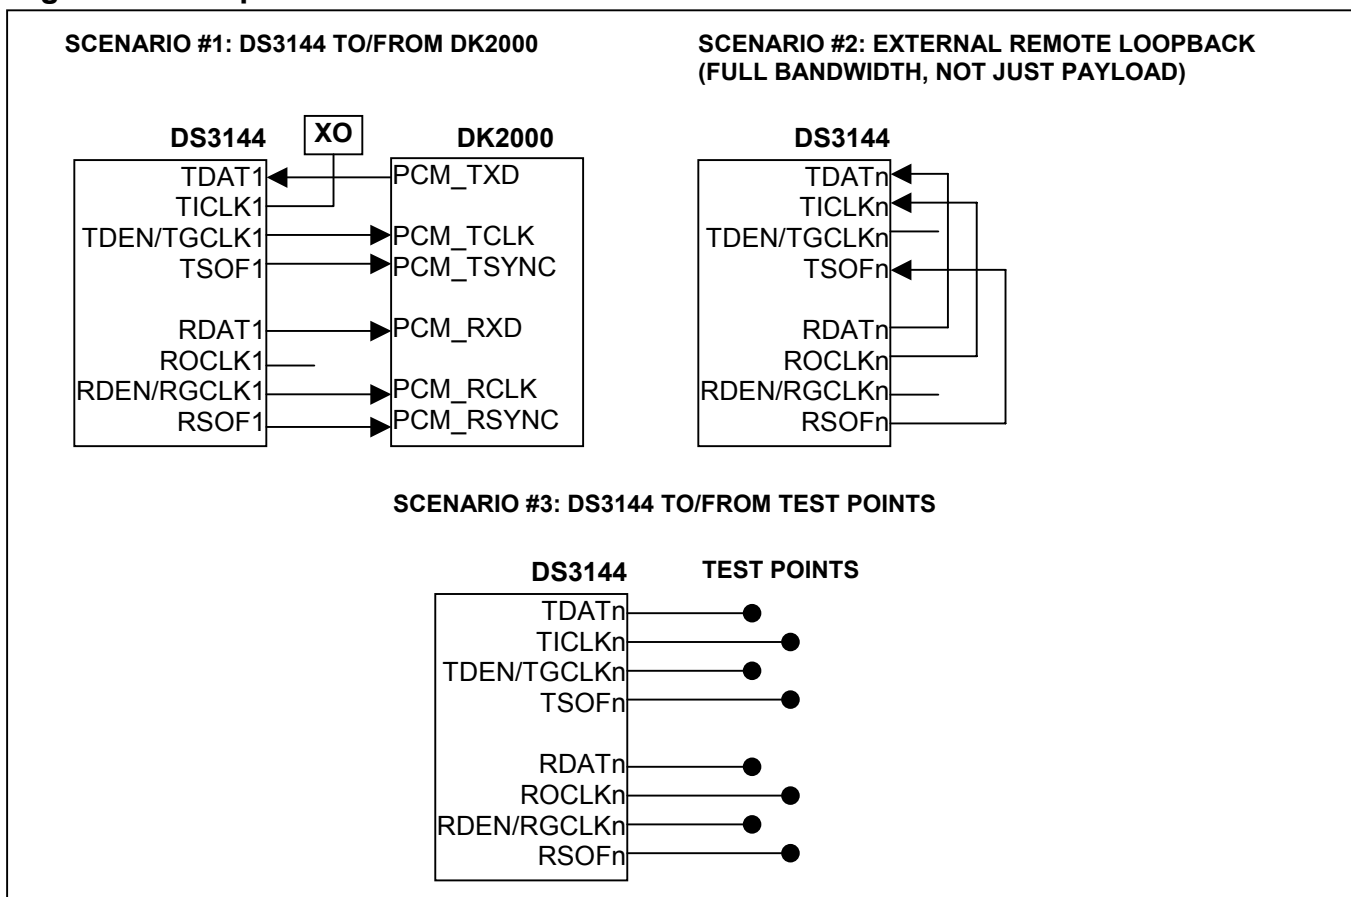 SCENARIO #1: DS3144 TO/FROM DK2000
SCENARIO #2: EXTERNAL REMOTE LOOPBACK
(FULL BANDWIDTH, NOT JUST PAYLOAD)
DS3144
XO
DK2000
TDAT1
TICLK1
TDEN/TGCLK1
TSOF1
RDAT1
ROCLK1
RDEN/RGCLK1
RSOF1
PCM_TXD
PCM_TCLK
PCM_TSYNC
PCM_RXD
PCM_RCLK
PCM_RSYNC
DS3144
TDATn
TICLKn
TDEN/TGCLKn
TSOFn
RDATn
ROCLKn
RDEN/RGCLKn
RSOFn
SCENARIO #3: DS3144 TO/FROM TEST POINTS
DS3144
TEST POINTS
TDATn
TICLKn
TDEN/TGCLKn
TSOFn
RDATn
ROCLKn
RDEN/RGCLKn
RSOFn